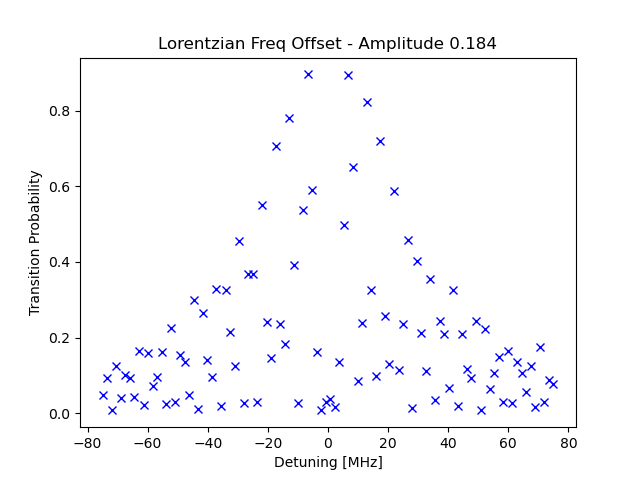 Lorentzian Freq Offset - Amplitude 0.184
Transition Probability
0.8
0.6
0.4
0.2
0.0
−80 −60 −40 −20 0 20 40 60 80
Detuning [MHz]